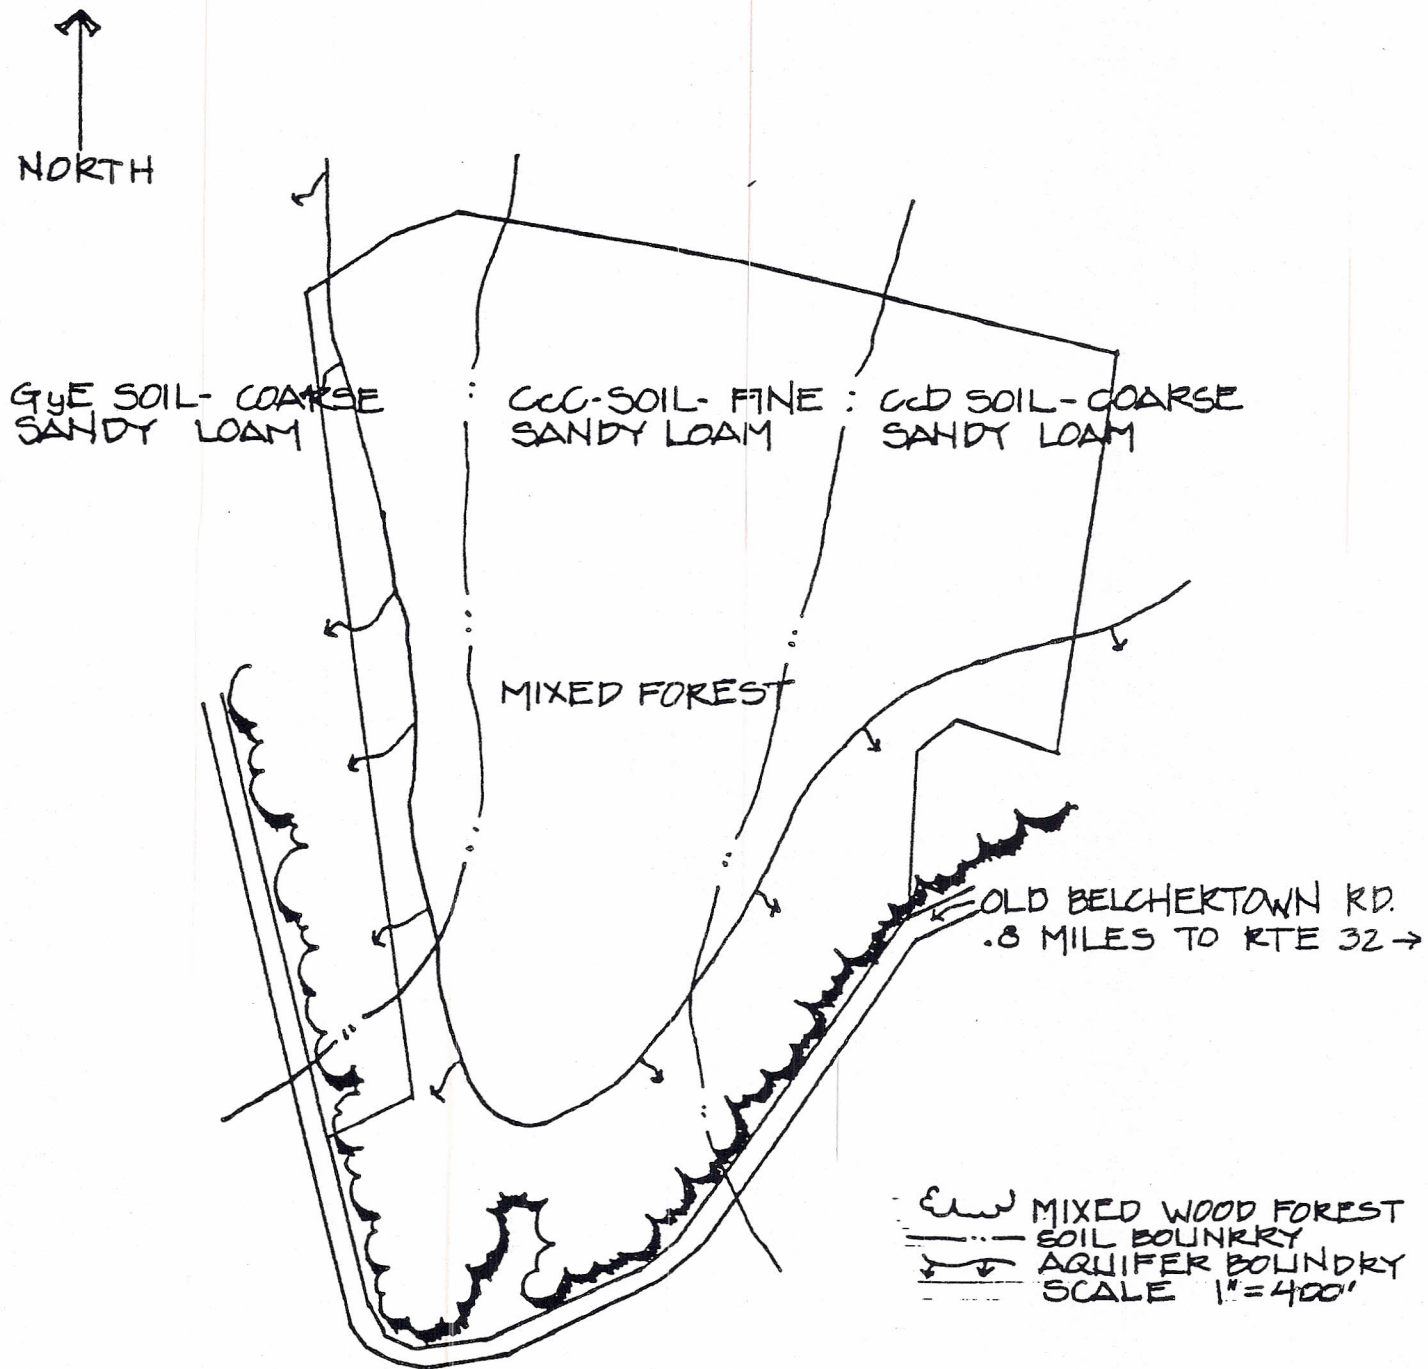 NORTH
GyE SOIL- COARSE
SANDY LOAM
CcC-SOIL- FINE :
SANDY LOAM
CcD SOIL- COARSE
SANDY LOAM
MIXED FOREST
OLD BELCHERTOWN RD.
.8 MILES TO RTE 32 →
MIXED WOOD FOREST
SOIL BOUNRRY
AQUIFER BOUNDRY
SCALE 1"=400'